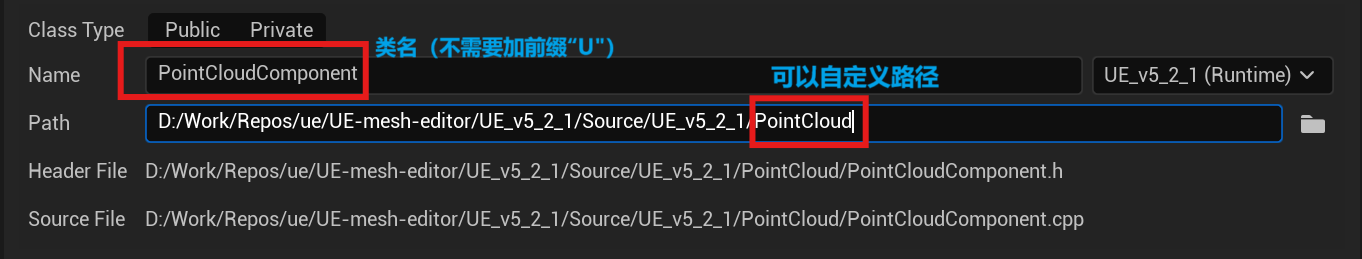 Class Type Public Private
类名（不需要加前缀“U"）
Name PointCloudComponent UE_v5_2_1 (Runtime)
可以自定义路径
Path D:/Work/Repos/ue/UE-mesh-editor/UE_v5_2_1/Source/UE_v5_2_1/PointCloud
Header File D:/Work/Repos/ue/UE-mesh-editor/UE_v5_2_1/Source/UE_v5_2_1/PointCloud/PointCloudComponent.h
Source File D:/Work/Repos/ue/UE-mesh-editor/UE_v5_2_1/Source/UE_v5_2_1/PointCloud/PointCloudComponent.cpp